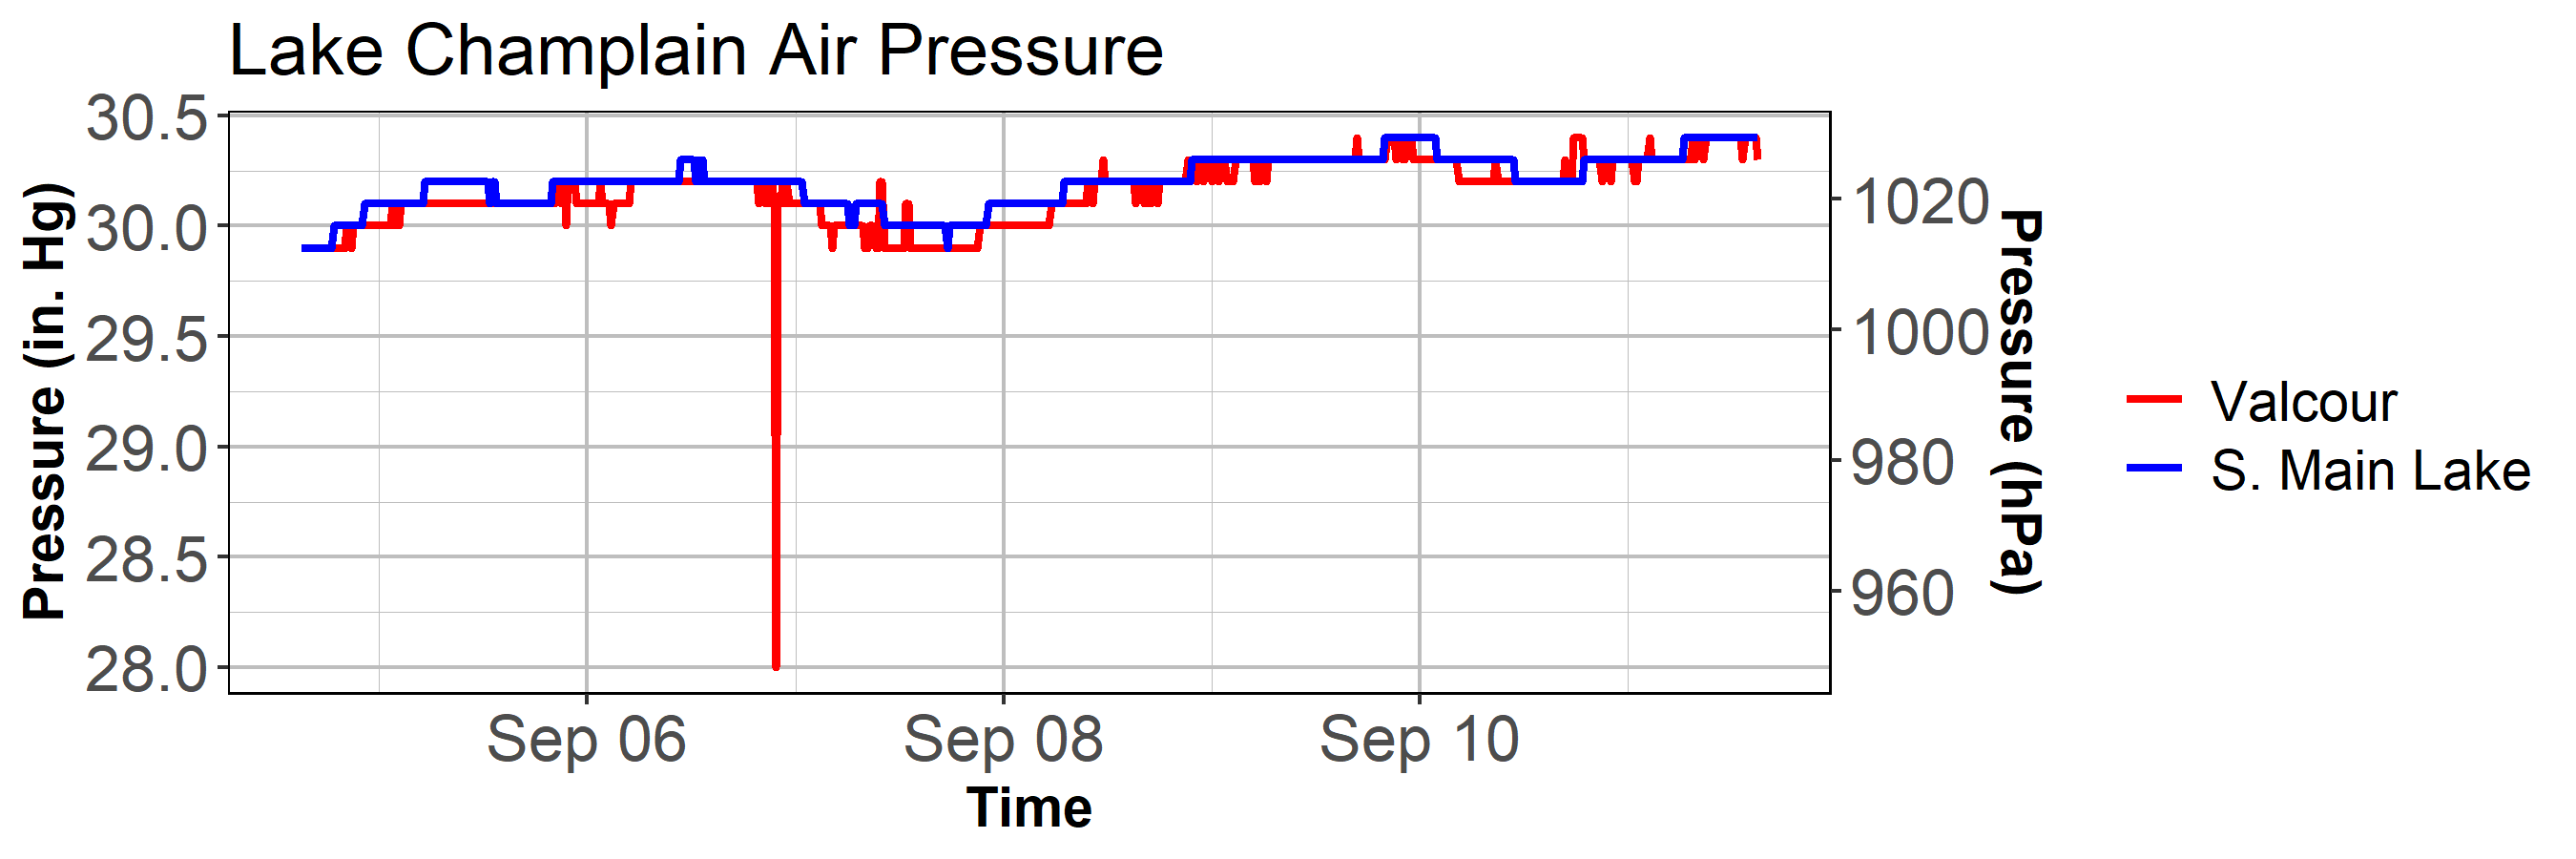 Lake Champlain Air Pressure
30.5
30.0
29.5
29.0
28.5
28.0
Pressure (in. Hg)
1020
1000
980
960
Pressure (hPa)
Sep 06 Sep 08 Sep 10
Time
Valcour
S. Main Lake